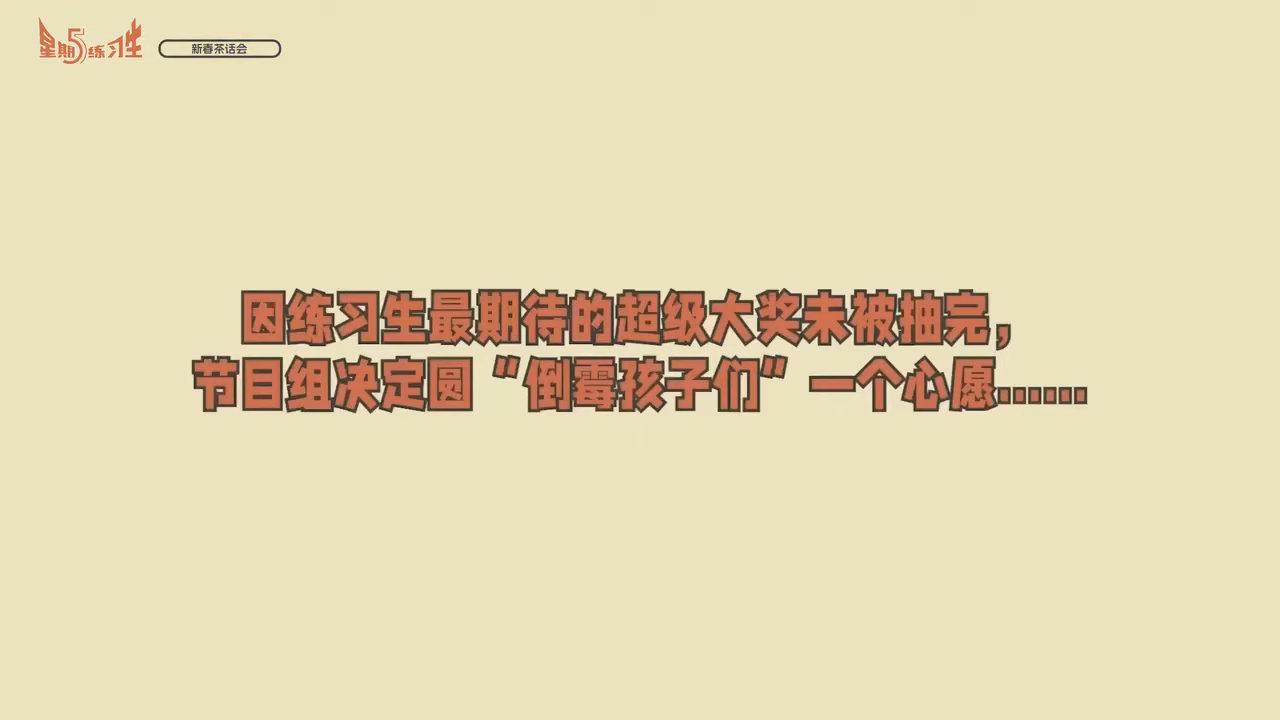 星期5练习生
新春茶话会
因练习生最期待的超级大奖未被抽完，
节目组决定圆“倒霉孩子们”一个心愿……